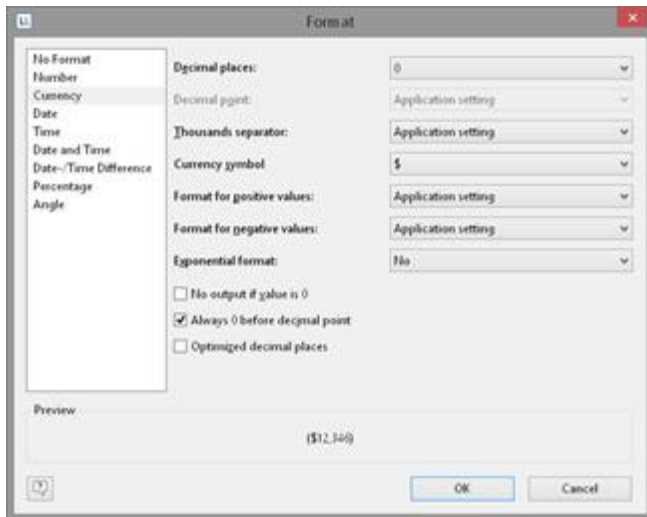 LL
Format
No Format
Number
Currency
Date
Time
Date and Time
Date-/Time Difference
Percentage
Angle
Decimal places:
0
Decimal point:
Application setting
Thousands separator:
Application setting
Currency symbol
$
Format for positive values:
Application setting
Format for negative values:
Application setting
Exponential format:
No
No output if value is 0
Always 0 before decimal point
Optimized decimal places
Preview
($12,346)
OK
Cancel